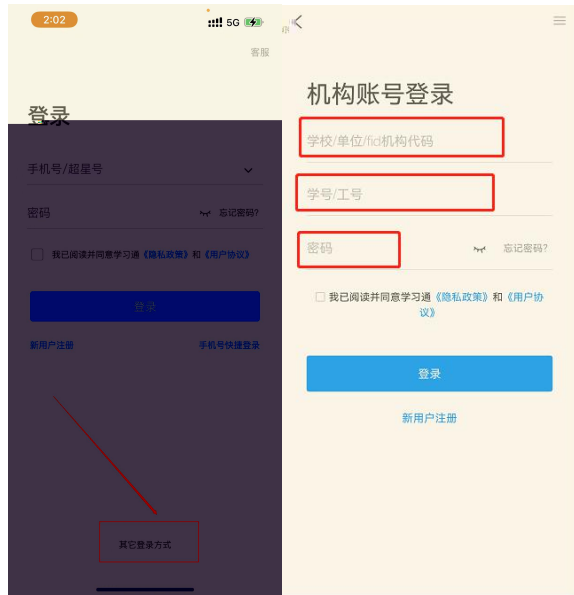 2:02
5G
客服
登录
手机号/超星号
密码
忘记密码?
我已阅读并同意学习通《隐私政策》和《用户协议》
登录
新用户注册
手机号快捷登录
其它登录方式
机构账号登录
学校/单位/fid机构代码
学号/工号
密码
忘记密码?
我已阅读并同意学习通《隐私政策》和《用户协
议》
登录
新用户注册